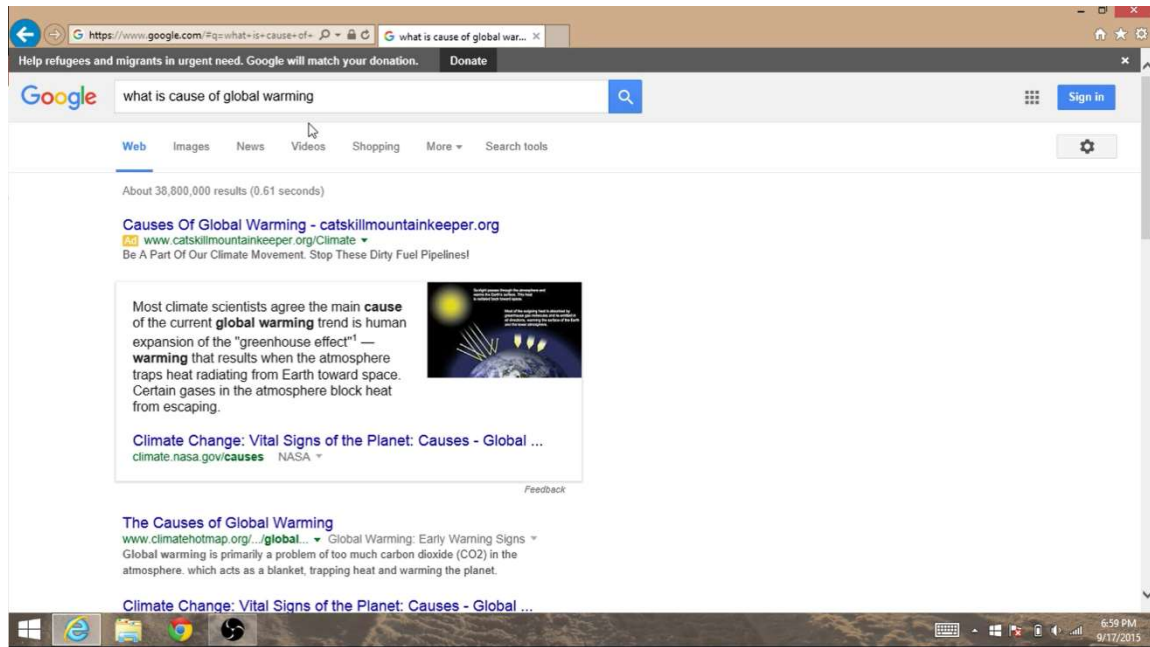 https://www.google.com/#q=what+is+cause+of+
what is cause of global war...
Help refugees and migrants in urgent need. Google will match your donation. Donate
Google what is cause of global warming Sign in
Web Images News Videos Shopping More Search tools
About 38,800,000 results (0.61 seconds)
Causes Of Global Warming - catskillmountainkeeper.org
Ad www.catskillmountainkeeper.org/Climate
Be A Part Of Our Climate Movement. Stop These Dirty Fuel Pipelines!
Most climate scientists agree the main cause
of the current global warming trend is human
expansion of the "greenhouse effect"1 —
warming that results when the atmosphere
traps heat radiating from Earth toward space.
Certain gases in the atmosphere block heat
from escaping.
Climate Change: Vital Signs of the Planet: Causes - Global ...
climate.nasa.gov/causes NASA
Feedback
The Causes of Global Warming
www.climatehotmap.org/.../global... Global Warming: Early Warning Signs
Global warming is primarily a problem of too much carbon dioxide (CO2) in the
atmosphere. which acts as a blanket, trapping heat and warming the planet.
Climate Change: Vital Signs of the Planet: Causes - Global ...
6:59 PM
9/17/2015